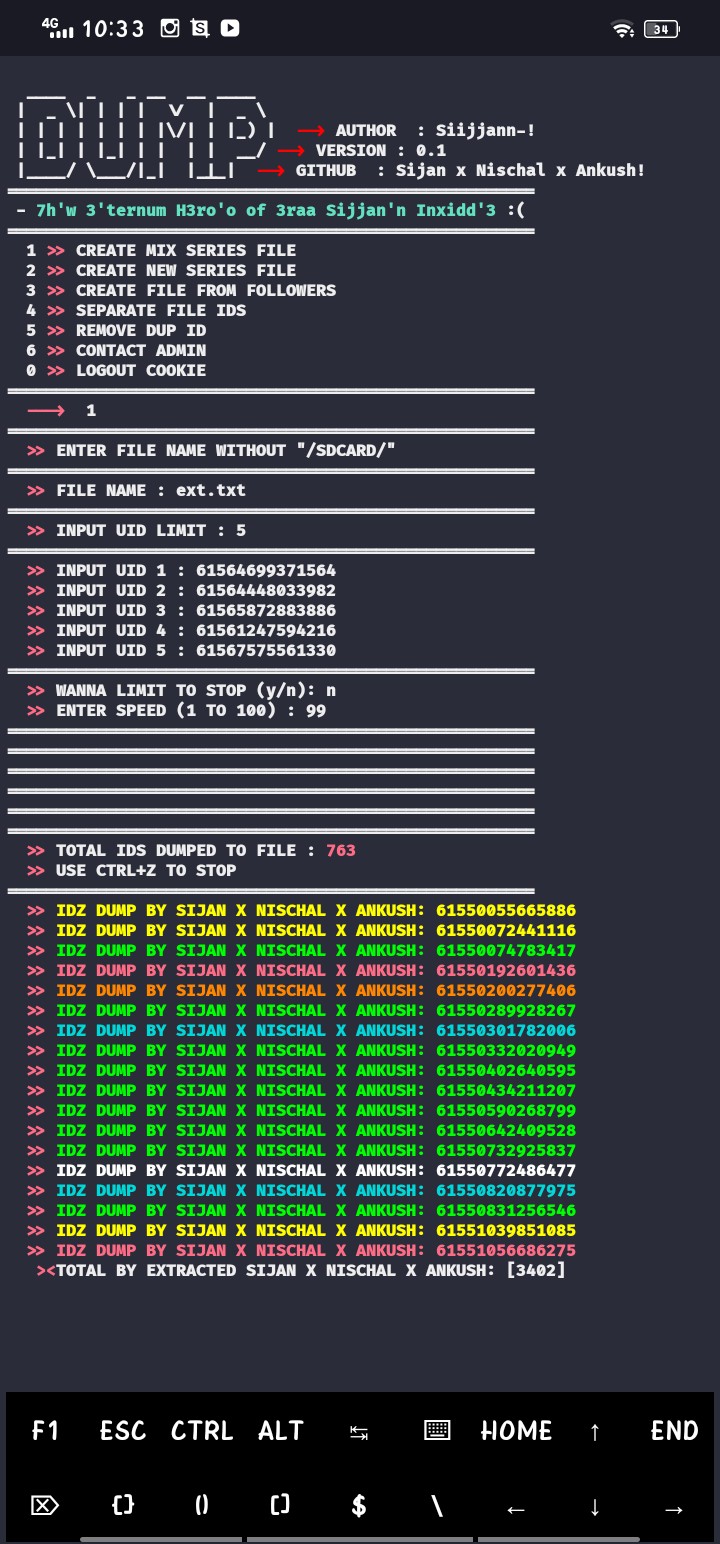 4G 10:33 34
DUMP
⟶ AUTHOR : Siijjann-!
⟶ VERSION : 0.1
⟶ GITHUB : Sijan x Nischal x Ankush!
- 7h'w 3'ternum H3ro'o of 3raa Sijjan'n Inxidd'3 :(
1 >> CREATE MIX SERIES FILE
2 >> CREATE NEW SERIES FILE
3 >> CREATE FILE FROM FOLLOWERS
4 >> SEPARATE FILE IDS
5 >> REMOVE DUP ID
6 >> CONTACT ADMIN
0 >> LOGOUT COOKIE
⟶ 1
>> ENTER FILE NAME WITHOUT "/SDCARD/"
>> FILE NAME : ext.txt
>> INPUT UID LIMIT : 5
>> INPUT UID 1 : 61564699371564
>> INPUT UID 2 : 61564448033982
>> INPUT UID 3 : 61565872883886
>> INPUT UID 4 : 61561247594216
>> INPUT UID 5 : 61567575561330
>> WANNA LIMIT TO STOP (y/n): n
>> ENTER SPEED (1 TO 100) : 99
>> TOTAL IDS DUMPED TO FILE : 763
>> USE CTRL+Z TO STOP
>> IDZ DUMP BY SIJAN X NISCHAL X ANKUSH: 61550055665886
>> IDZ DUMP BY SIJAN X NISCHAL X ANKUSH: 61550072441116
>> IDZ DUMP BY SIJAN X NISCHAL X ANKUSH: 61550074783417
>> IDZ DUMP BY SIJAN X NISCHAL X ANKUSH: 61550192601436
>> IDZ DUMP BY SIJAN X NISCHAL X ANKUSH: 61550200277406
>> IDZ DUMP BY SIJAN X NISCHAL X ANKUSH: 61550289928267
>> IDZ DUMP BY SIJAN X NISCHAL X ANKUSH: 61550301782006
>> IDZ DUMP BY SIJAN X NISCHAL X ANKUSH: 61550332020949
>> IDZ DUMP BY SIJAN X NISCHAL X ANKUSH: 61550402640595
>> IDZ DUMP BY SIJAN X NISCHAL X ANKUSH: 61550434211207
>> IDZ DUMP BY SIJAN X NISCHAL X ANKUSH: 61550590268799
>> IDZ DUMP BY SIJAN X NISCHAL X ANKUSH: 61550642409528
>> IDZ DUMP BY SIJAN X NISCHAL X ANKUSH: 61550732925837
>> IDZ DUMP BY SIJAN X NISCHAL X ANKUSH: 61550772486477
>> IDZ DUMP BY SIJAN X NISCHAL X ANKUSH: 61550820877975
>> IDZ DUMP BY SIJAN X NISCHAL X ANKUSH: 61550831256546
>> IDZ DUMP BY SIJAN X NISCHAL X ANKUSH: 61551039851085
>> IDZ DUMP BY SIJAN X NISCHAL X ANKUSH: 61551056686275
><TOTAL BY EXTRACTED SIJAN X NISCHAL X ANKUSH: [3402]
F1 ESC CTRL ALT ↹ ⌨ HOME ↑ END
⌦ {} () [] $ \ ← ↓ →